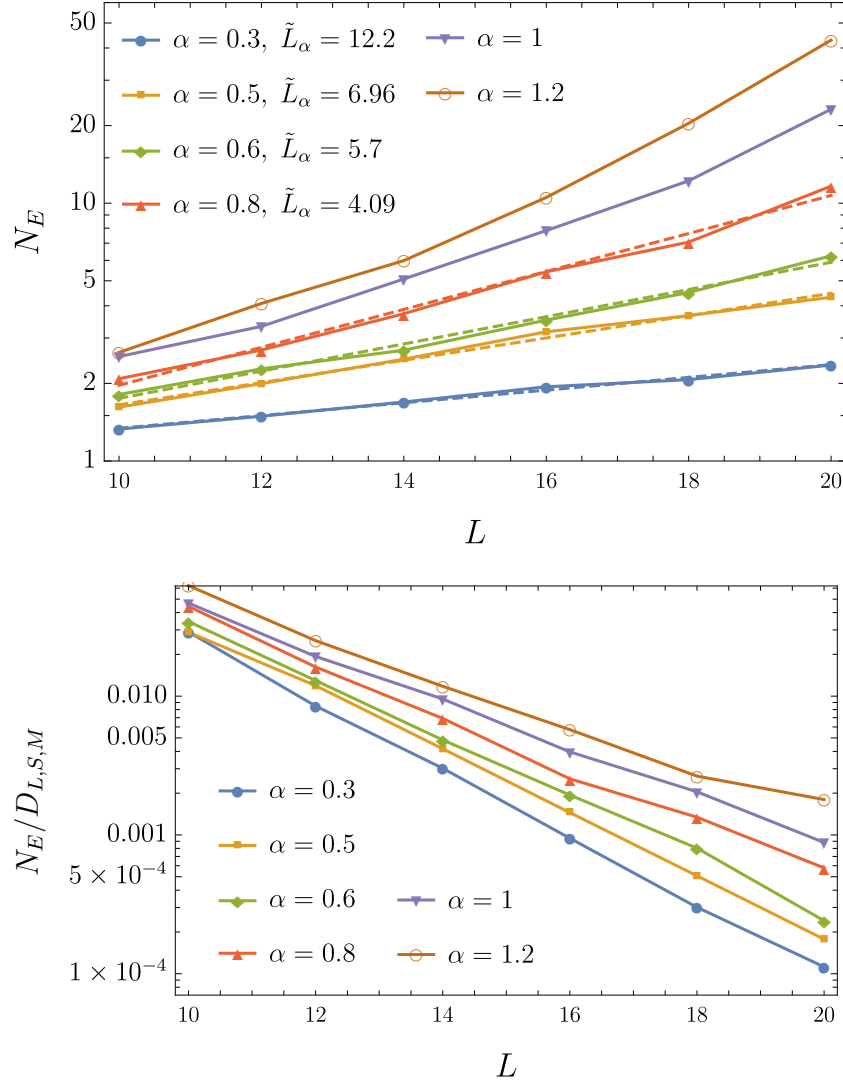 50
20
10
5
2
1
N_E
α = 0.3, L̃_α = 12.2
α = 0.5, L̃_α = 6.96
α = 0.6, L̃_α = 5.7
α = 0.8, L̃_α = 4.09
α = 1
α = 1.2
10 12 14 16 18 20
L
0.010
0.005
0.001
5 × 10⁻⁴
1 × 10⁻⁴
N_E/D_{L,S,M}
α = 0.3
α = 0.5
α = 0.6
α = 0.8
α = 1
α = 1.2
10 12 14 16 18 20
L